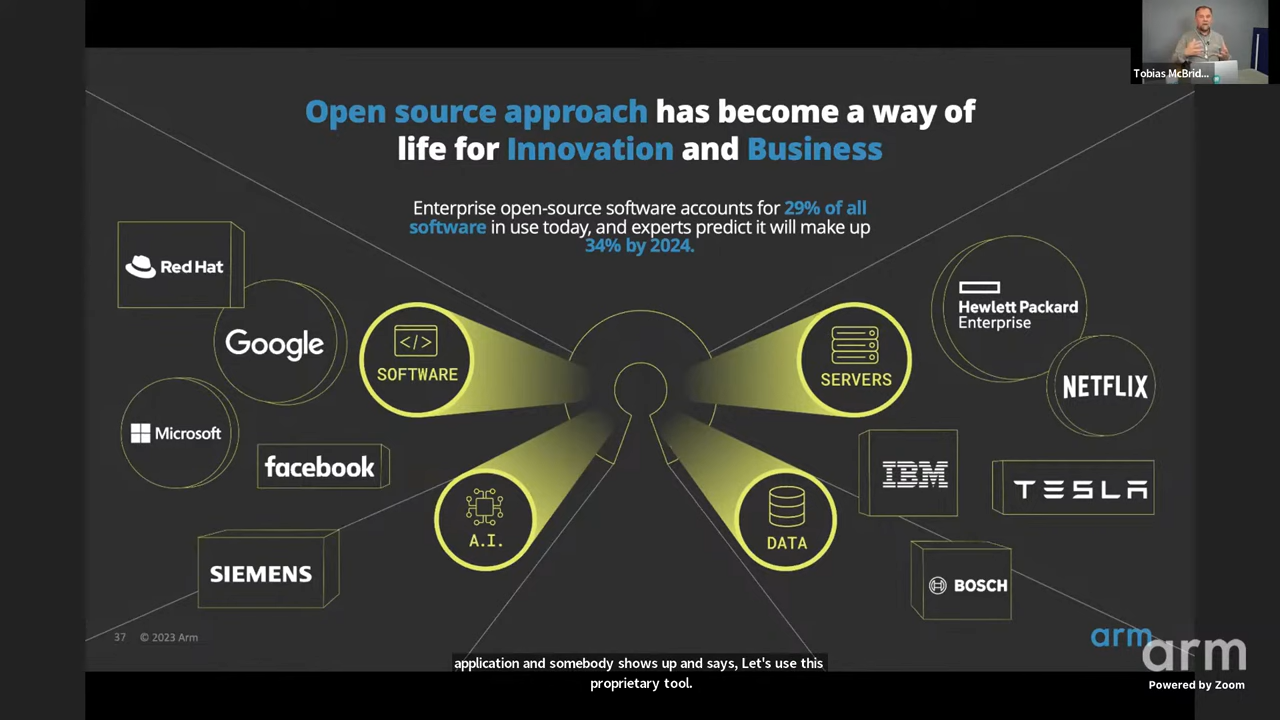 Tobias McBrid...
Open source approach has become a way of
life for Innovation and Business
Enterprise open-source software accounts for 29% of all
software in use today, and experts predict it will make up
34% by 2024.
Red Hat
Google
Microsoft
facebook
SIEMENS
</>
SOFTWARE
A.I.
SERVERS
DATA
Hewlett Packard
Enterprise
NETFLIX
IBM
TESLA
BOSCH
37 © 2023 Arm
arm
arm
Powered by Zoom
application and somebody shows up and says, Let's use this
proprietary tool.